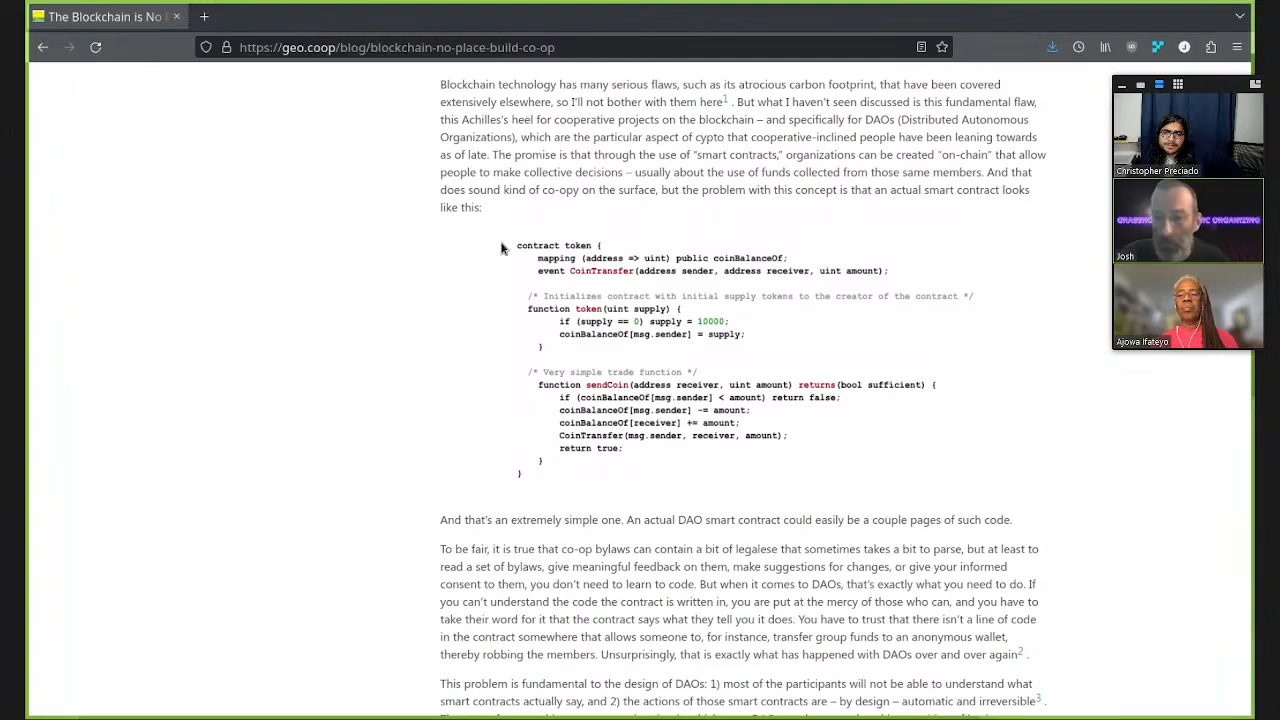 The Blockchain is No
https://geo.coop/blog/blockchain-no-place-build-co-op
Blockchain technology has many serious flaws, such as its atrocious carbon footprint, that have been covered
extensively elsewhere, so I'll not bother with them here1 . But what I haven't seen discussed is this fundamental flaw,
this Achilles's heel for cooperative projects on the blockchain – and specifically for DAOs (Distributed Autonomous
Organizations), which are the particular aspect of cypto that cooperative-inclined people have been leaning towards
as of late. The promise is that through the use of "smart contracts," organizations can be created "on-chain" that allow
people to make collective decisions – usually about the use of funds collected from those same members. And that
does sound kind of co-opy on the surface, but the problem with this concept is that an actual smart contract looks
like this:
contract token {
mapping (address => uint) public coinBalanceOf;
event CoinTransfer(address sender, address receiver, uint amount);
/* Initializes contract with initial supply tokens to the creator of the contract */
function token(uint supply) {
if (supply == 0) supply = 10000;
coinBalanceOf[msg.sender] = supply;
}
/* Very simple trade function */
function sendCoin(address receiver, uint amount) returns(bool sufficient) {
if (coinBalanceOf[msg.sender] < amount) return false;
coinBalanceOf[msg.sender] -= amount;
coinBalanceOf[receiver] += amount;
CoinTransfer(msg.sender, receiver, amount);
return true;
}
}
And that's an extremely simple one. An actual DAO smart contract could easily be a couple pages of such code.
To be fair, it is true that co-op bylaws can contain a bit of legalese that sometimes takes a bit to parse, but at least to
read a set of bylaws, give meaningful feedback on them, make suggestions for changes, or give your informed
consent to them, you don't need to learn to code. But when it comes to DAOs, that's exactly what you need to do. If
you can't understand the code the contract is written in, you are put at the mercy of those who can, and you have to
take their word for it that the contract says what they tell you it does. You have to trust that there isn't a line of code
in the contract somewhere that allows someone to, for instance, transfer group funds to an anonymous wallet,
thereby robbing the members. Unsurprisingly, that is exactly what has happened with DAOs over and over again2 .
This problem is fundamental to the design of DAOs: 1) most of the participants will not be able to understand what
smart contracts actually say, and 2) the actions of those smart contracts are – by design – automatic and irreversible3 .
Christopher Preciado
ORGANIZING
Josh
Ajowa Ifateyo